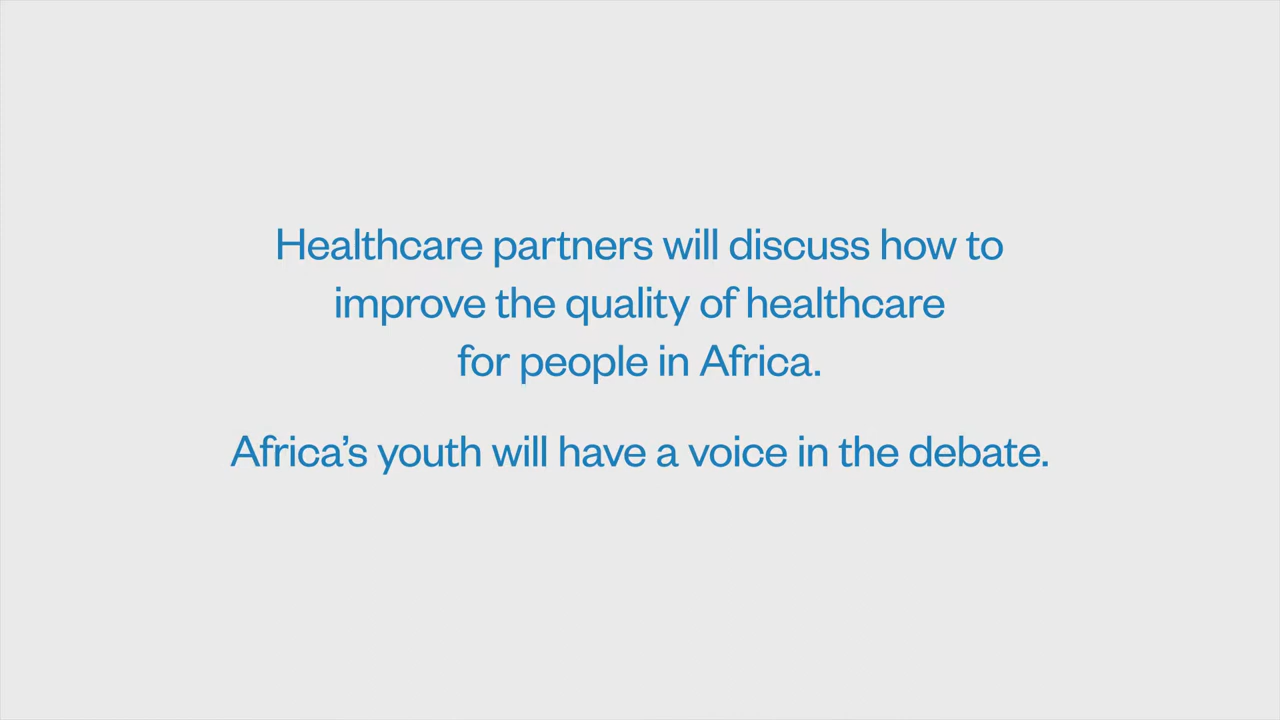 Healthcare partners will discuss how to
improve the quality of healthcare
for people in Africa.
Africa’s youth will have a voice in the debate.